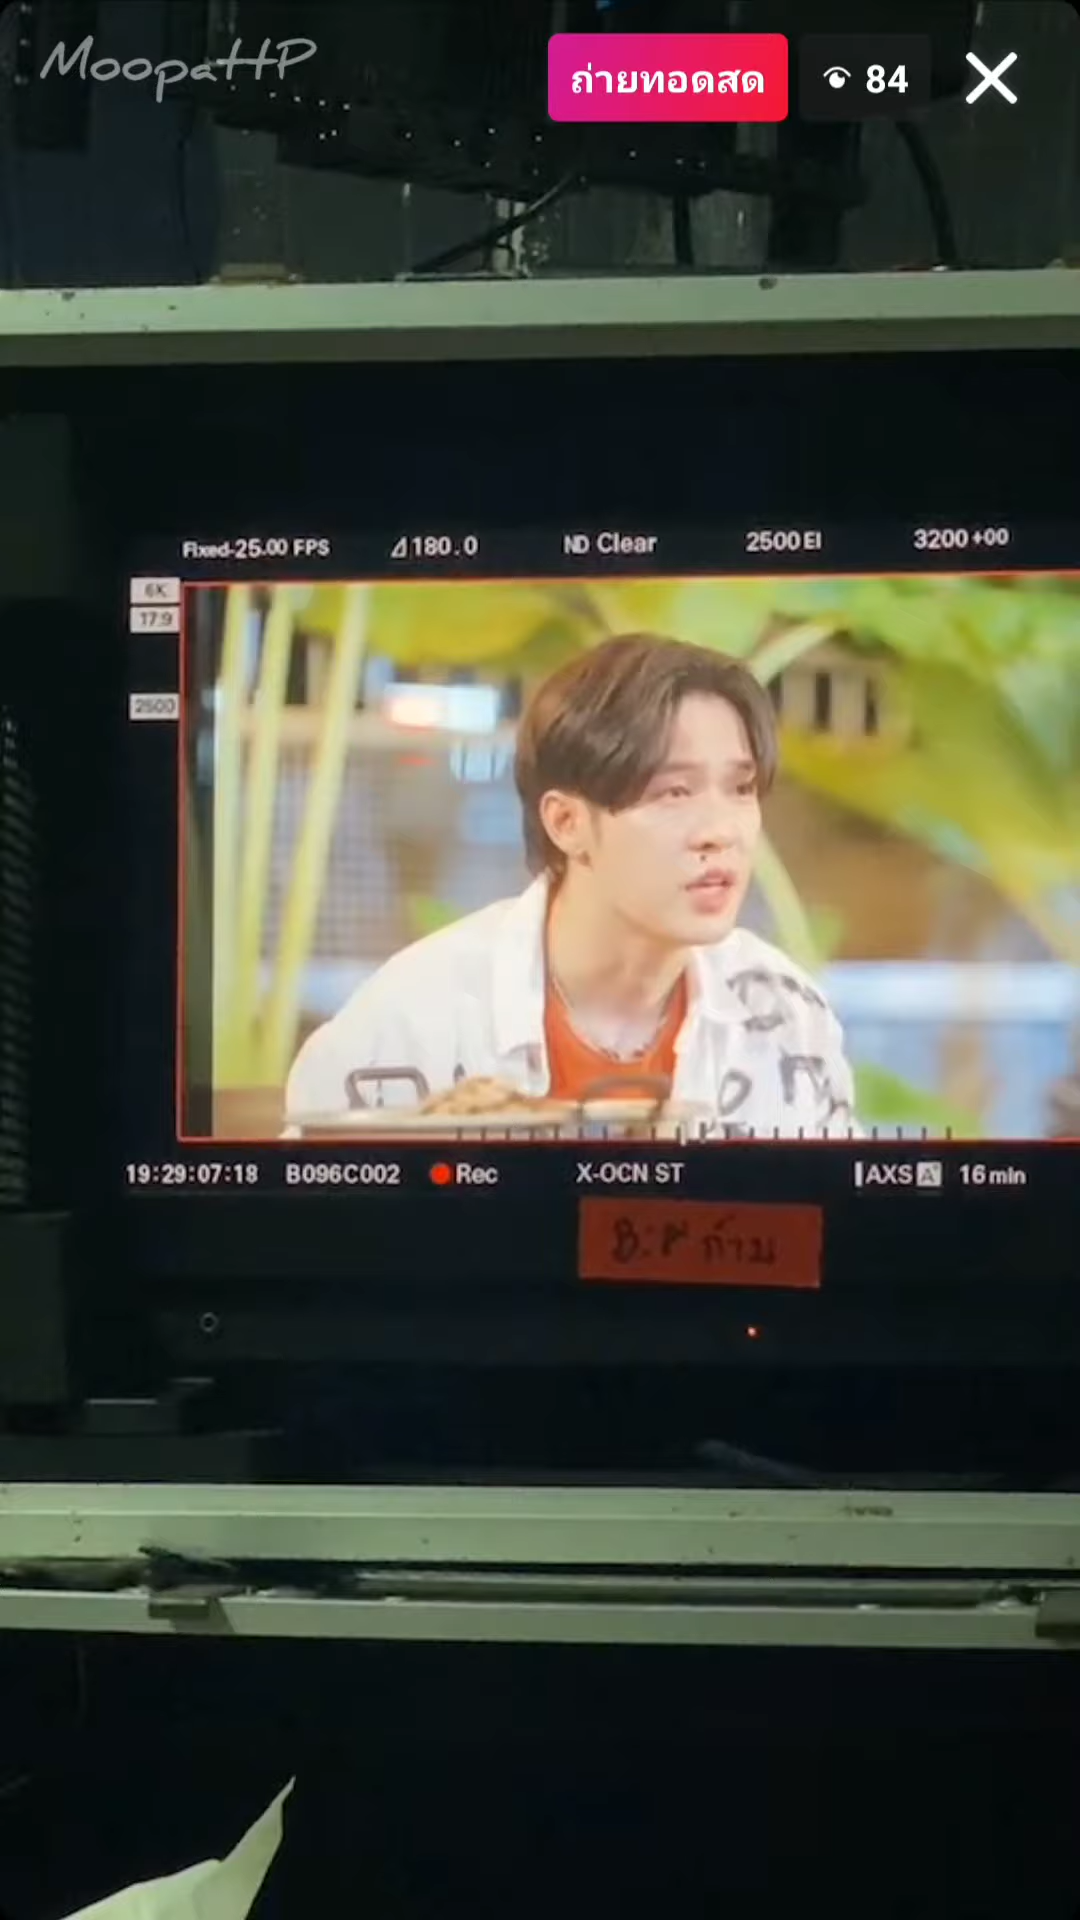 MoopaHP
ถ่ายทอดสด
84
Fixed-25.00 FPS
180.0
ND Clear
2500 EI
3200+00
6K
17:9
2500
19:29:07:18
B096C002
Rec
X-OCN ST
AXS A
16 min
B: